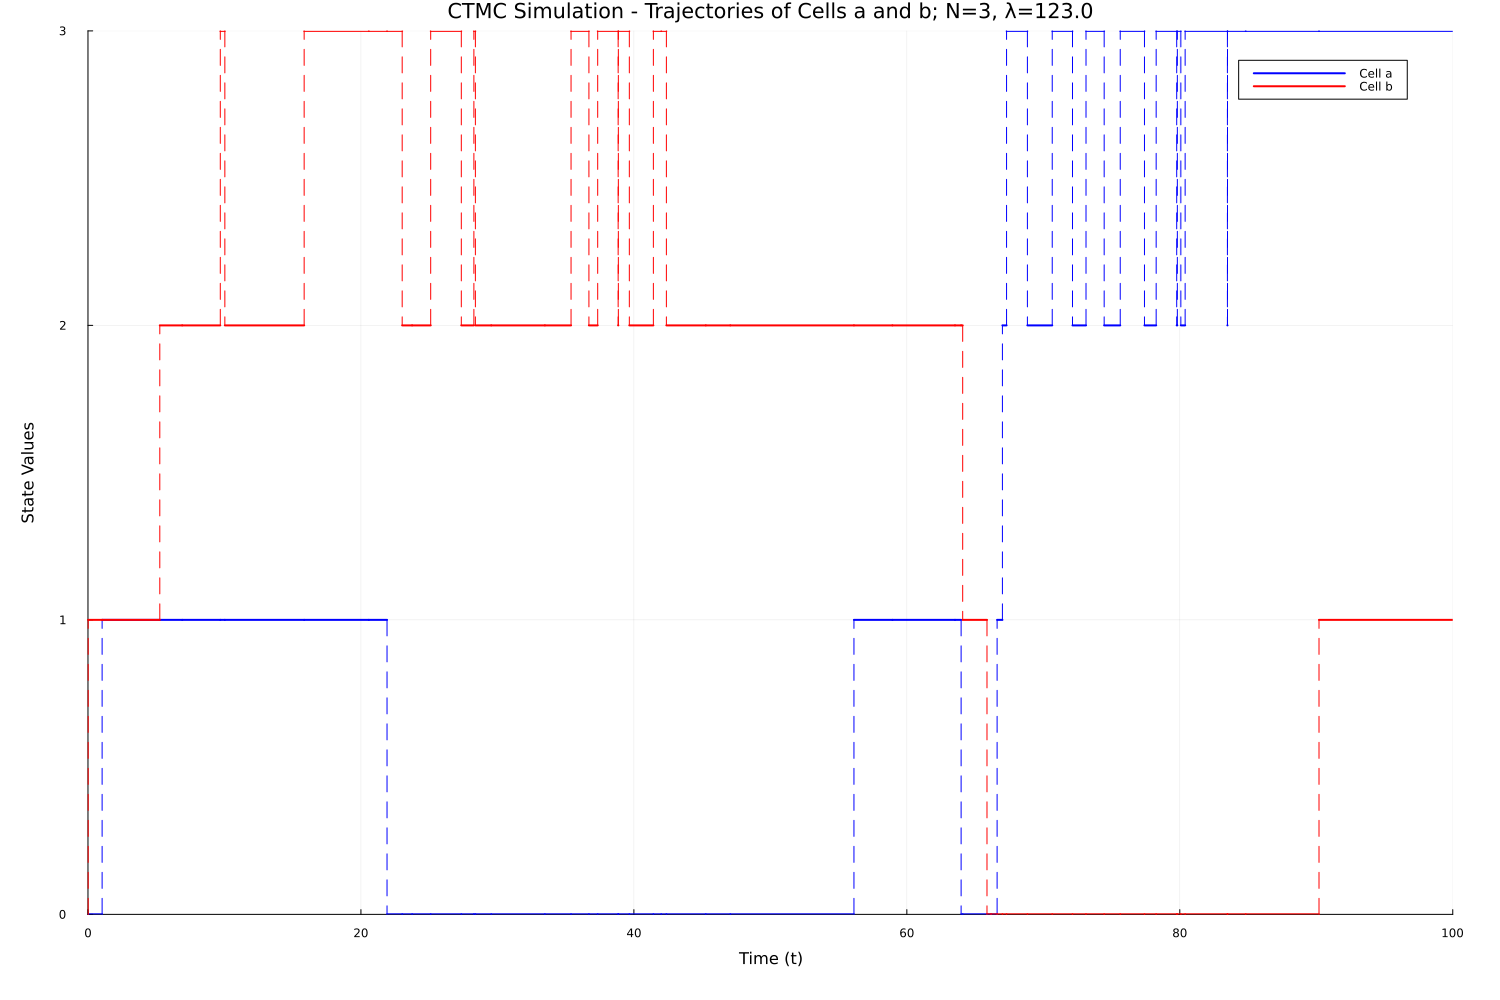 CTMC Simulation - Trajectories of Cells a and b; N=3, λ=123.0
3
Cell a
Cell b
2
State Values
1
0
0 20 40 60 80 100
Time (t)